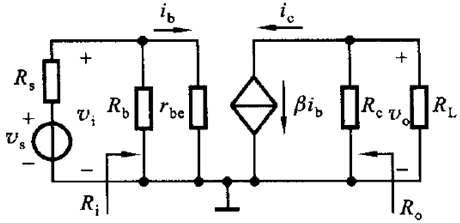 i_b
i_c
+
+
R_s
+
v_s
−
v_i
R_b
r_be
βi_b
R_c
v_o
R_L
−
−
R_i
R_o